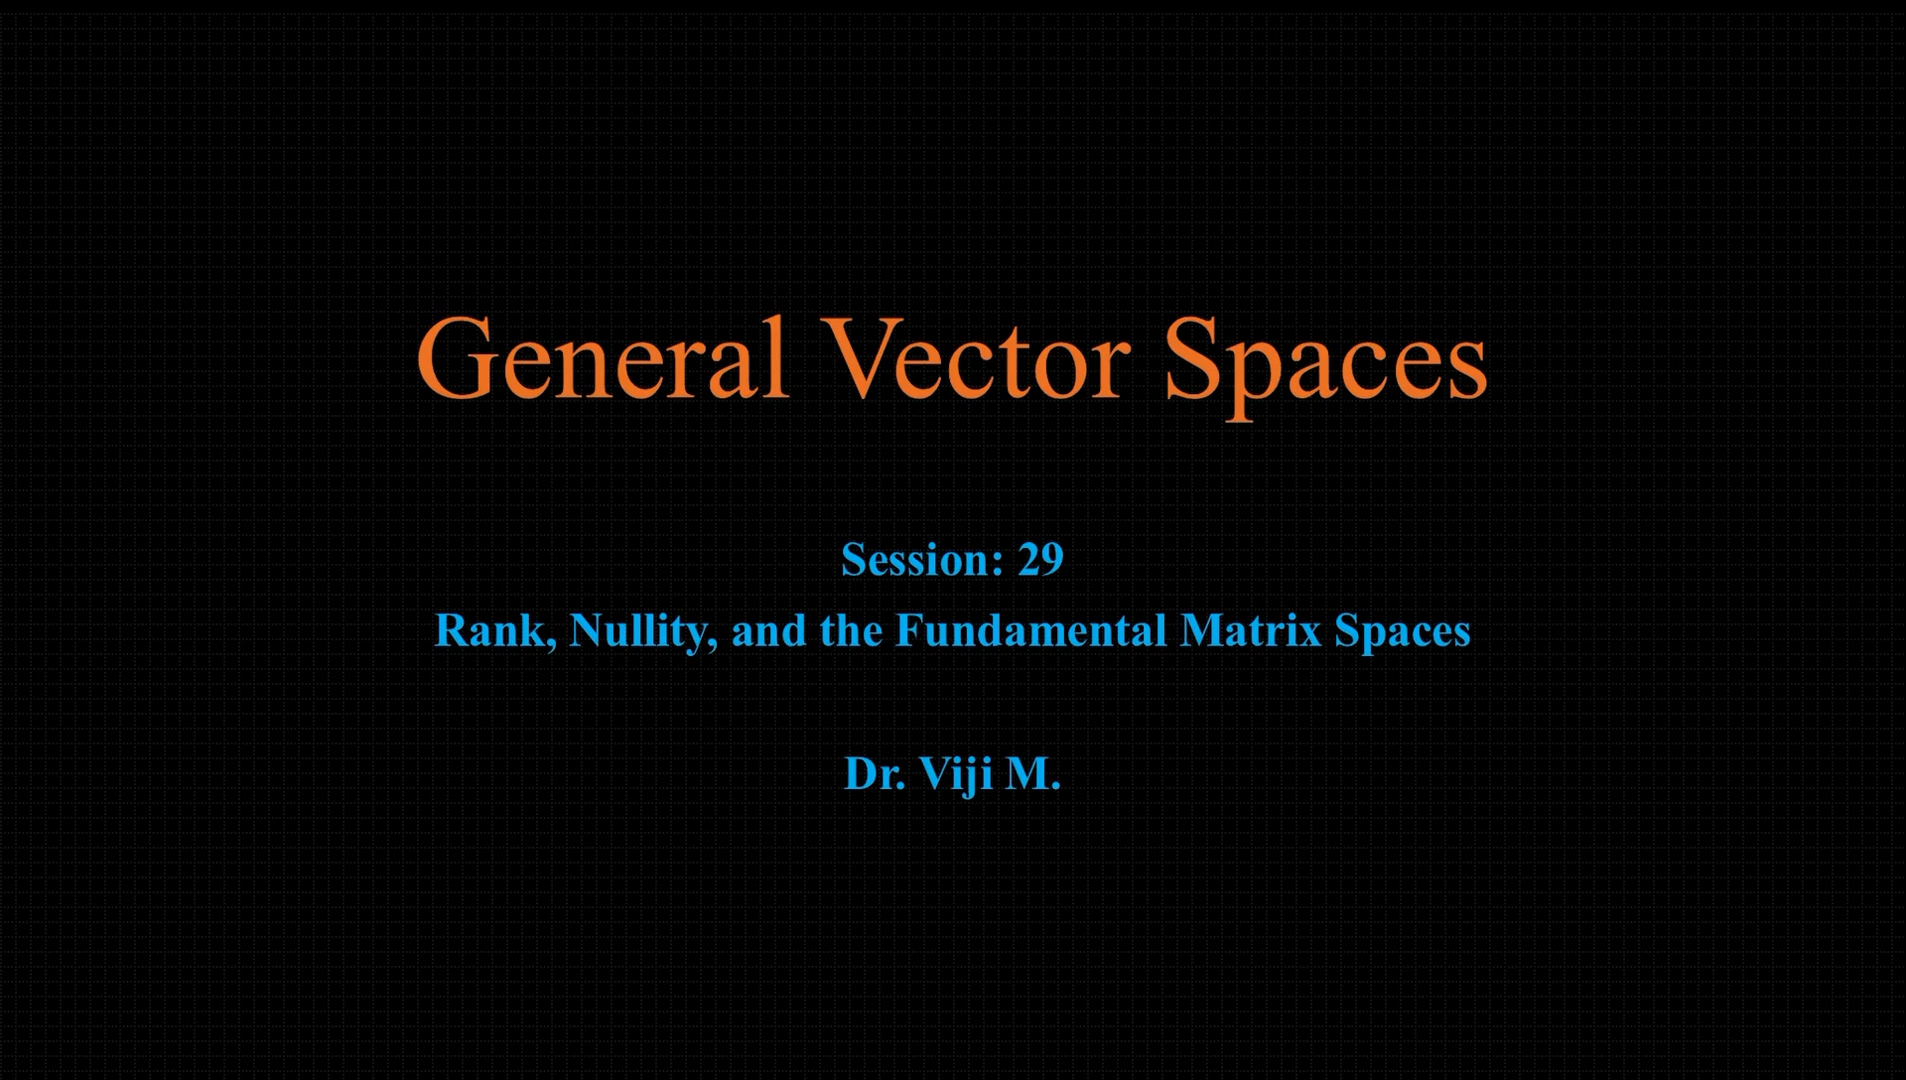 General Vector Spaces
Session: 29
Rank, Nullity, and the Fundamental Matrix Spaces
Dr. Viji M.